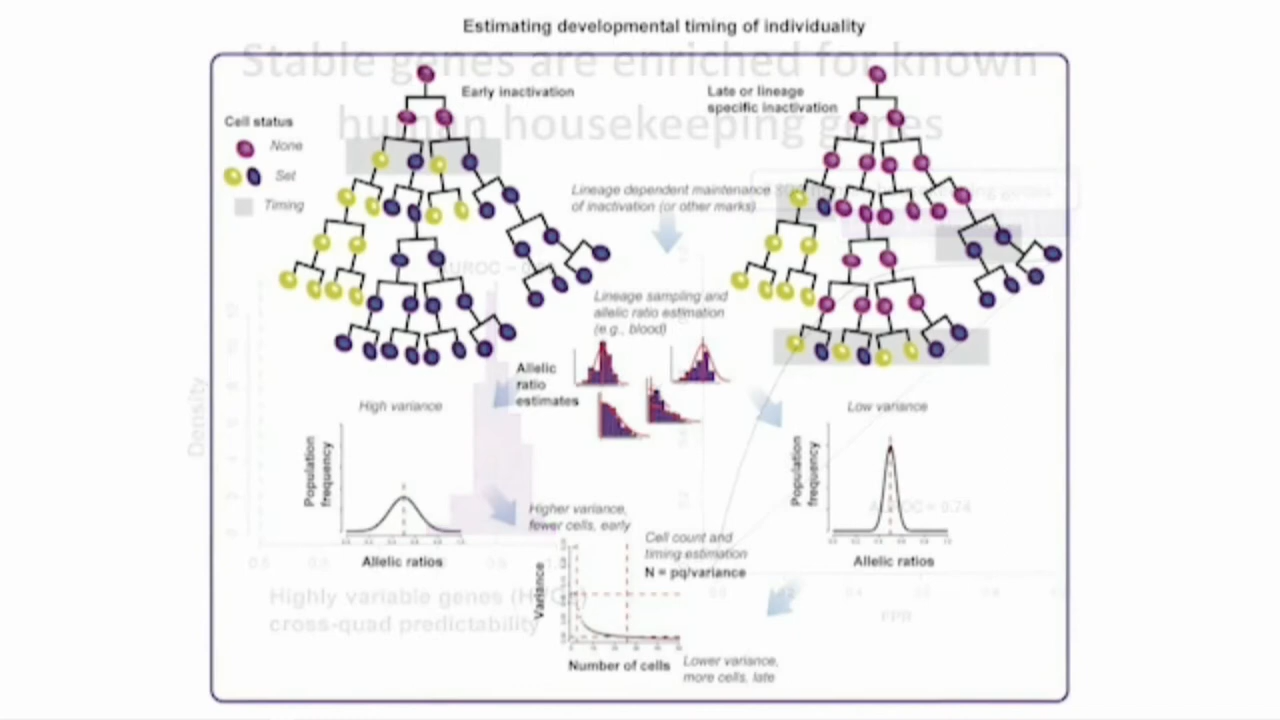 Estimating developmental timing of individuality
Stable genes are enriched for known
human housekeeping genes
Early inactivation
Late or lineage
specific inactivation
Cell status
None
Set
Timing
Lineage dependent maintenance
of inactivation (or other marks)
Lineage sampling and
allelic ratio estimation
(e.g., blood)
Allelic
ratio
estimates
High variance
Low variance
Population
frequency
Allelic ratios
Population
frequency
Allelic ratios
Density
Higher variance,
fewer cells, early
Cell count and
timing estimation
N = pq/variance
Variance
Number of cells
Lower variance,
more cells, late
Highly variable genes
cross-quad predictability
AUROC = 0.74
FPR